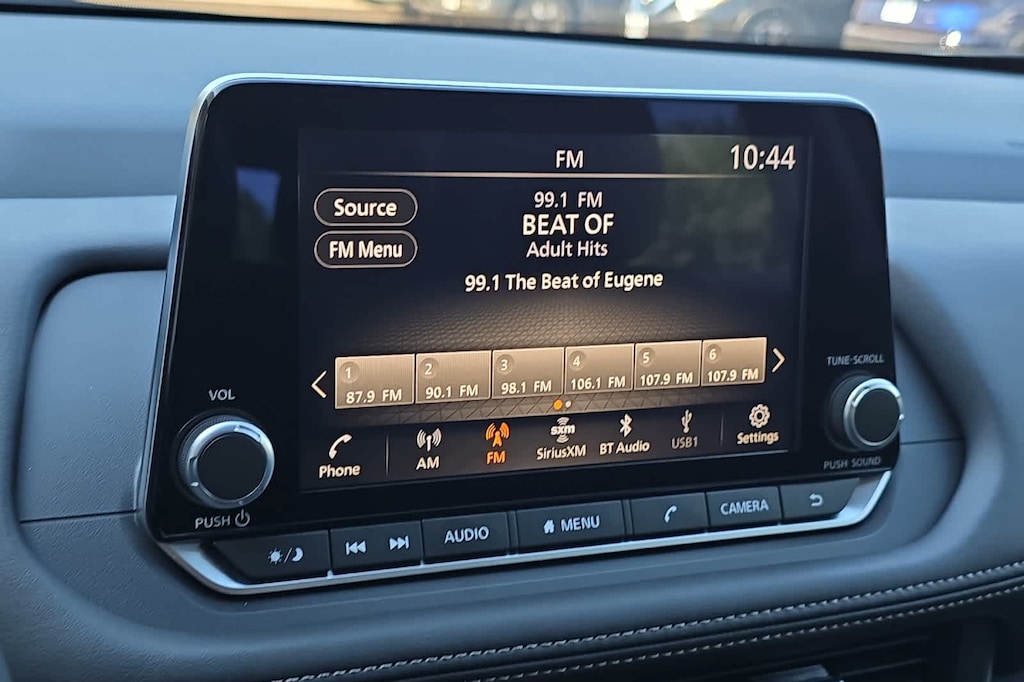 FM 10:44
Source
FM Menu
99.1 FM
BEAT OF
Adult Hits
99.1 The Beat of Eugene
1 2 3 4 5 6
87.9 FM 90.1 FM 98.1 FM 106.1 FM 107.9 FM 107.9 FM
Phone AM FM sxm SiriusXM BT Audio USB1 Settings
VOL
PUSH
TUNE·SCROLL
PUSH SOUND
AUDIO MENU CAMERA